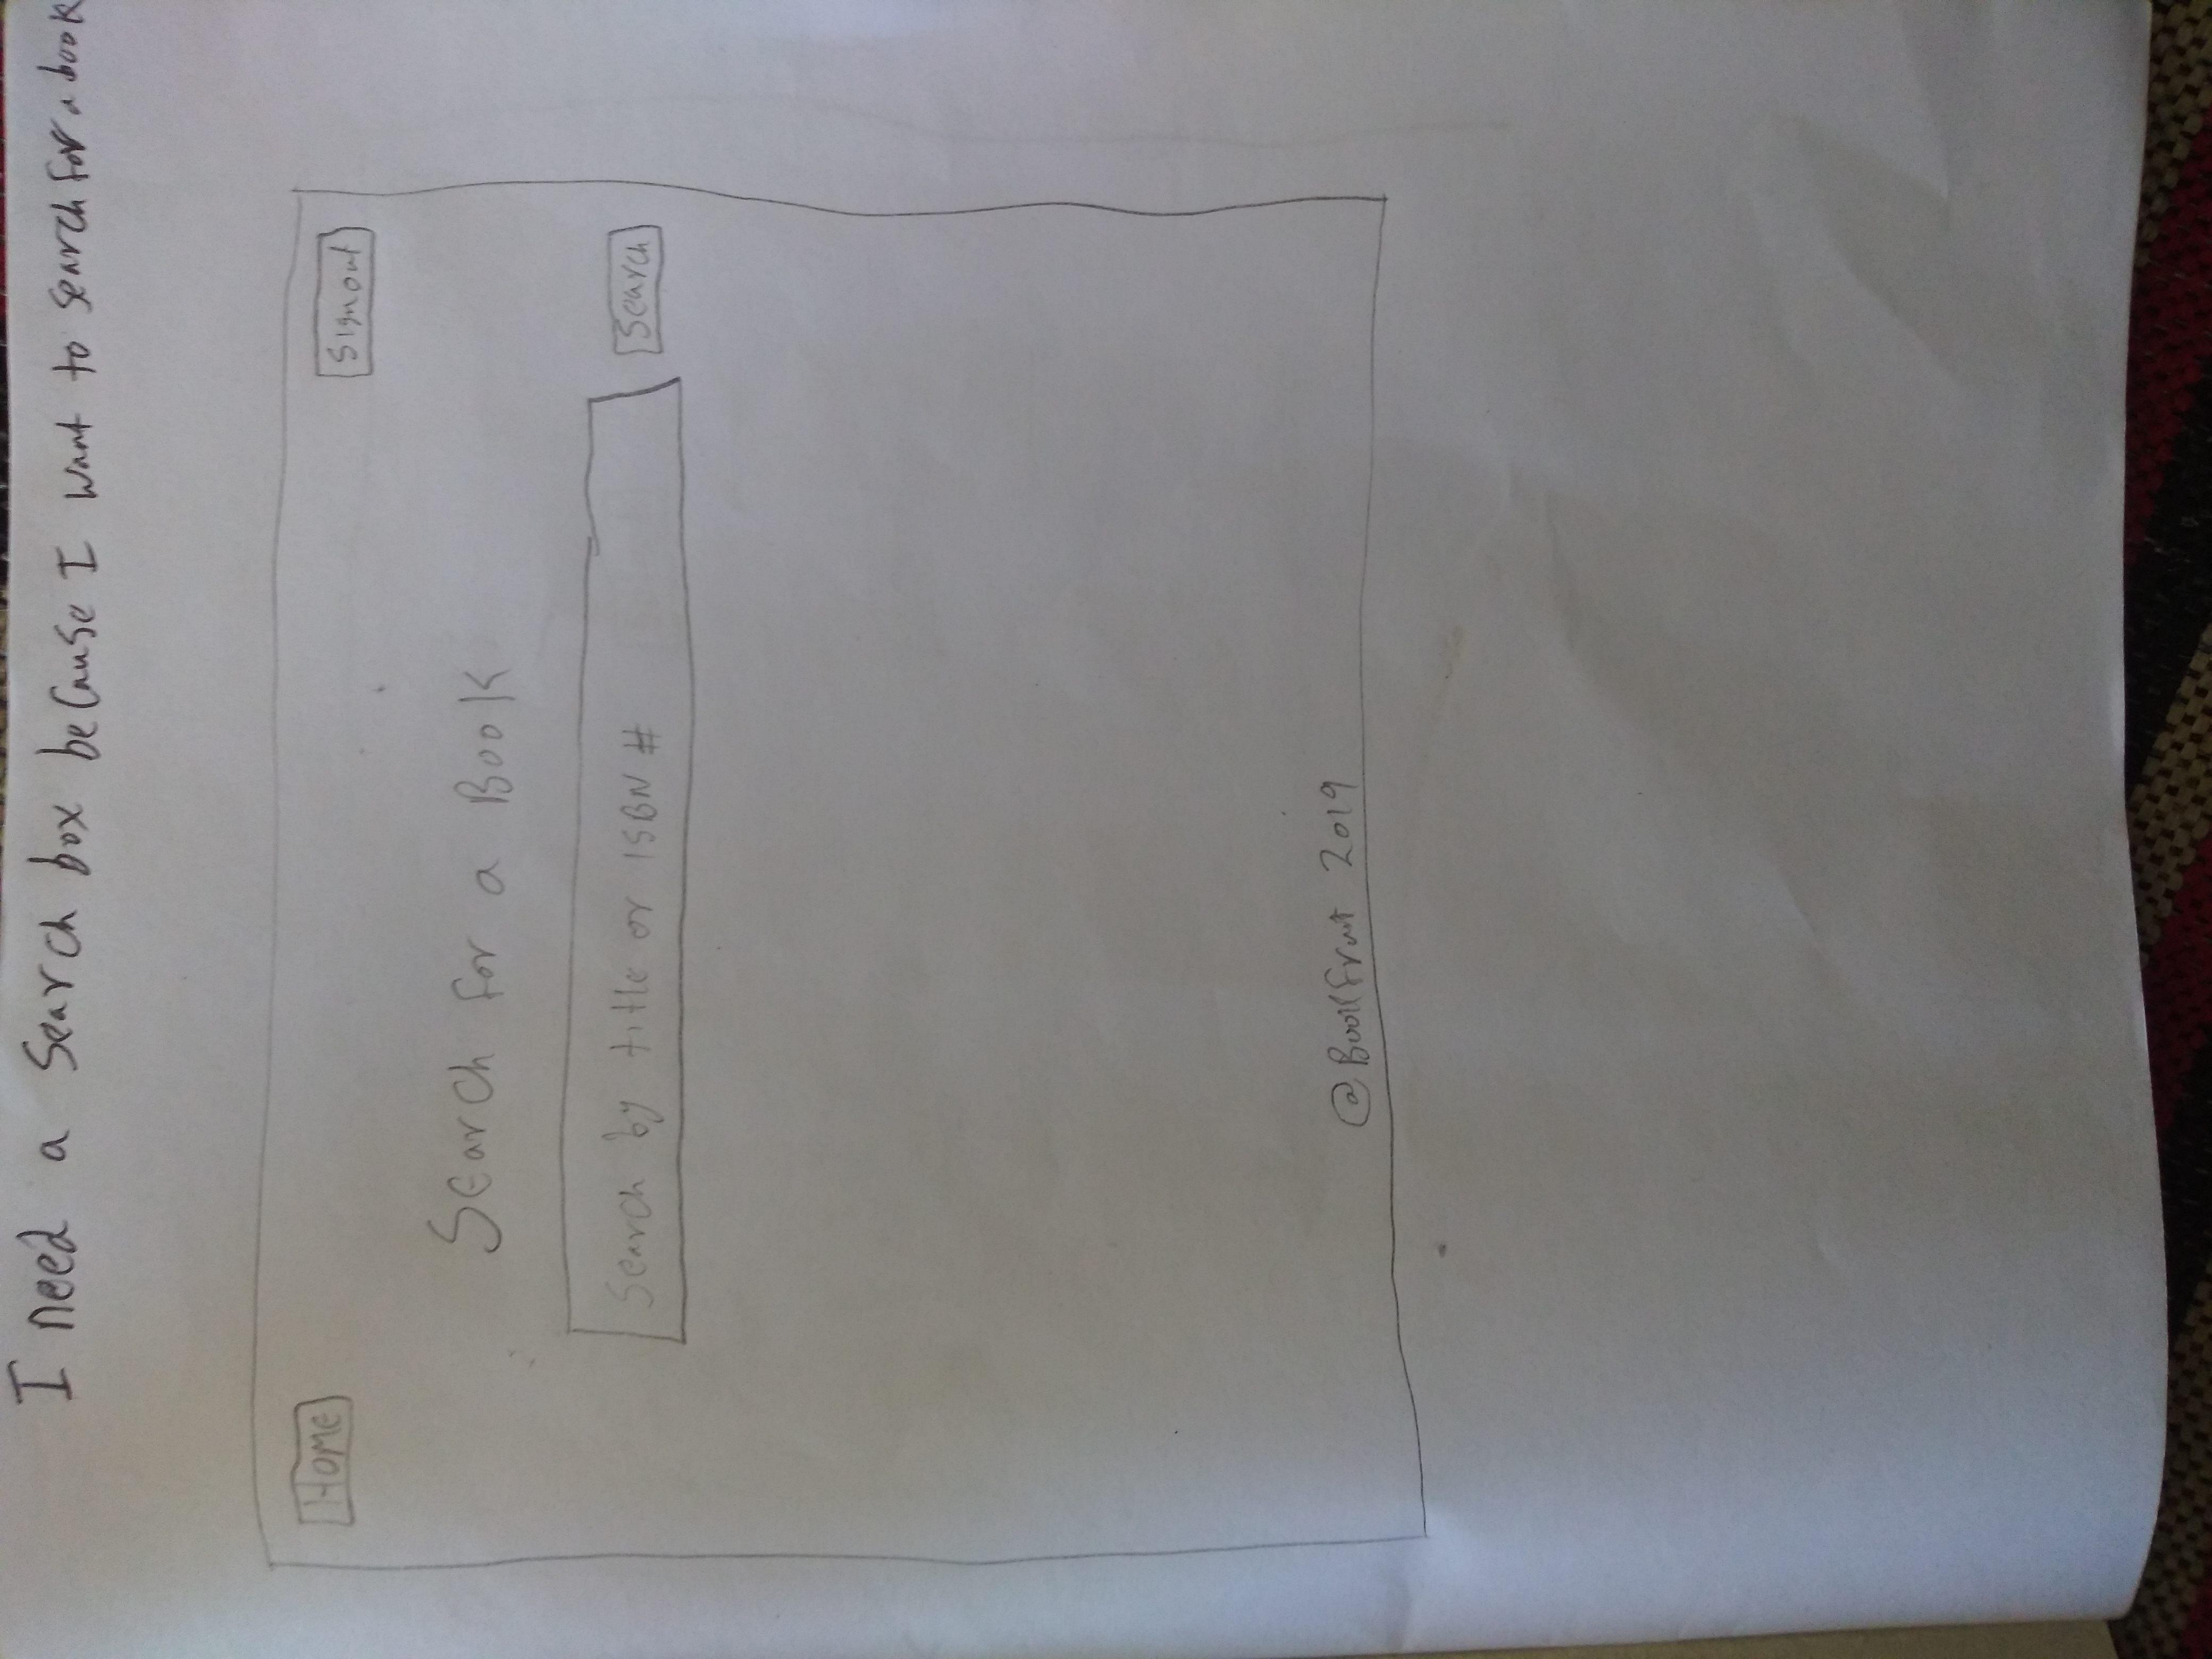 I need a search box because I want to search for a book
HOME
Signout
Search for a Book
Search by title or ISBN #
Search
@Bookfruit 2019